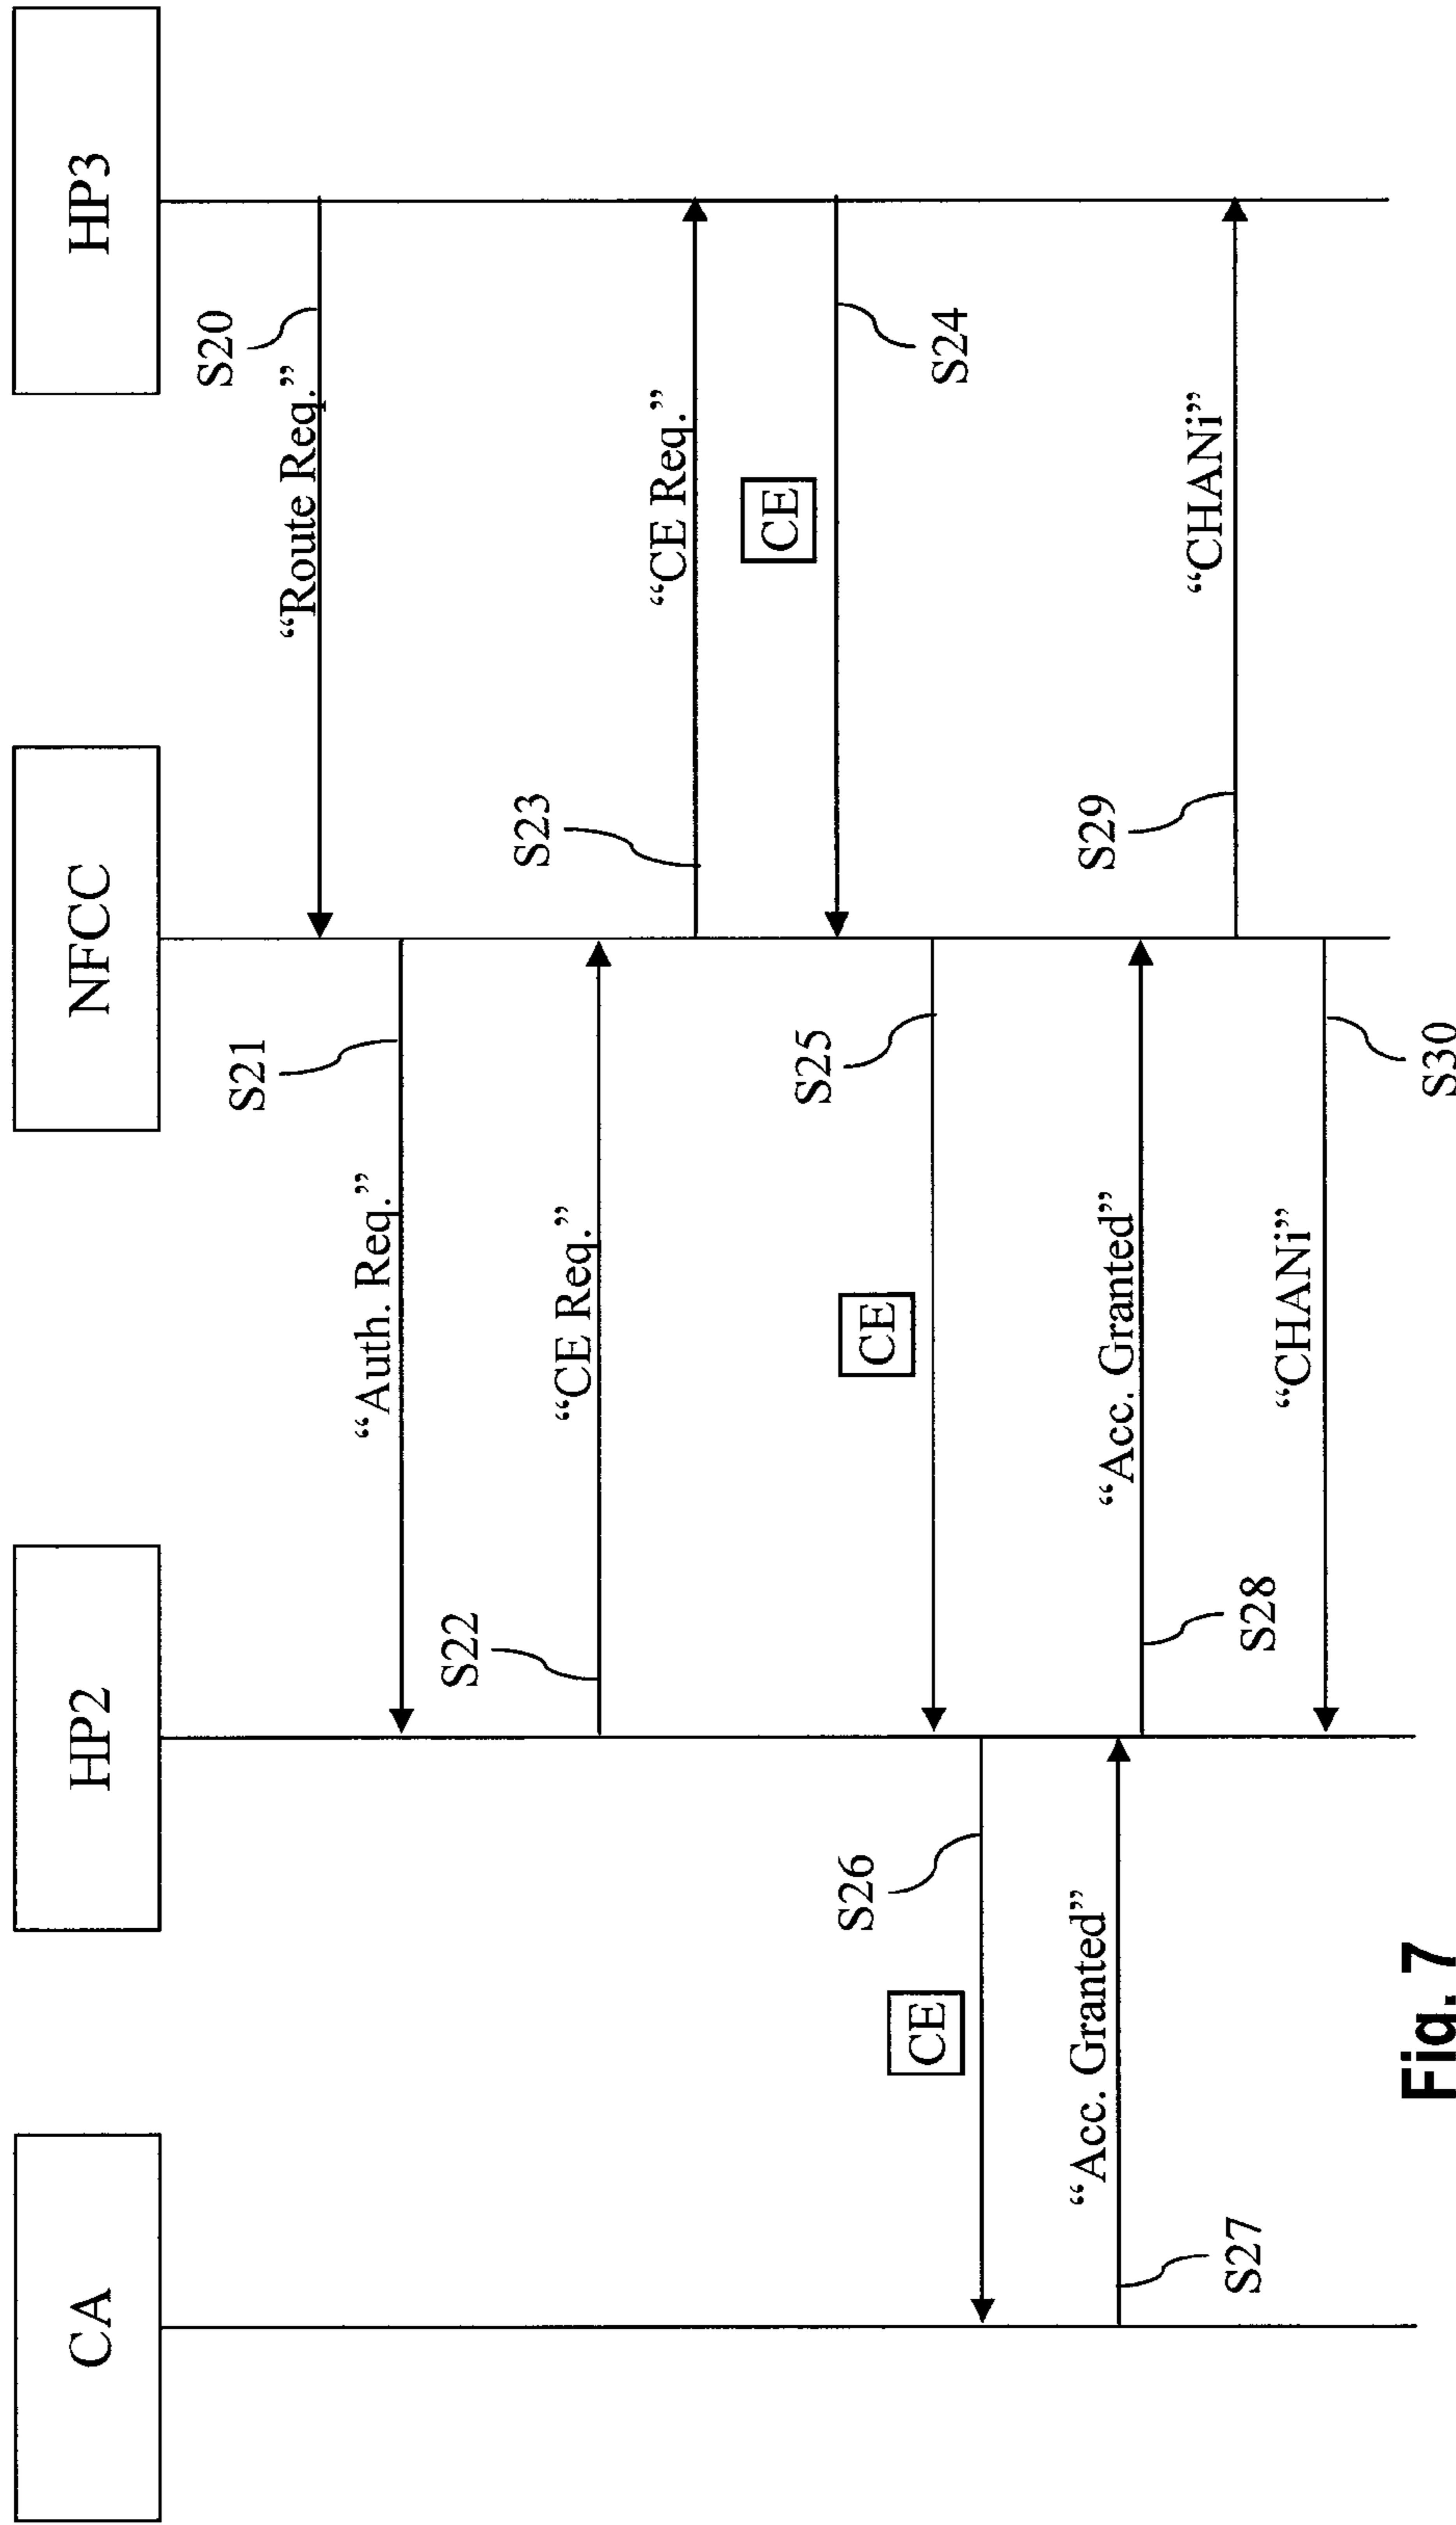 CA
HP2
NFCC
HP3
S20
“Route Req.”
S21
“Auth. Req.”
S22
“CE Req.”
S23
“CE Req.”
CE
S24
S25
CE
S26
CE
“Acc. Granted”
S27
“Acc. Granted”
S28
S29
“CHANi”
“CHANi”
S30
Fig. 7